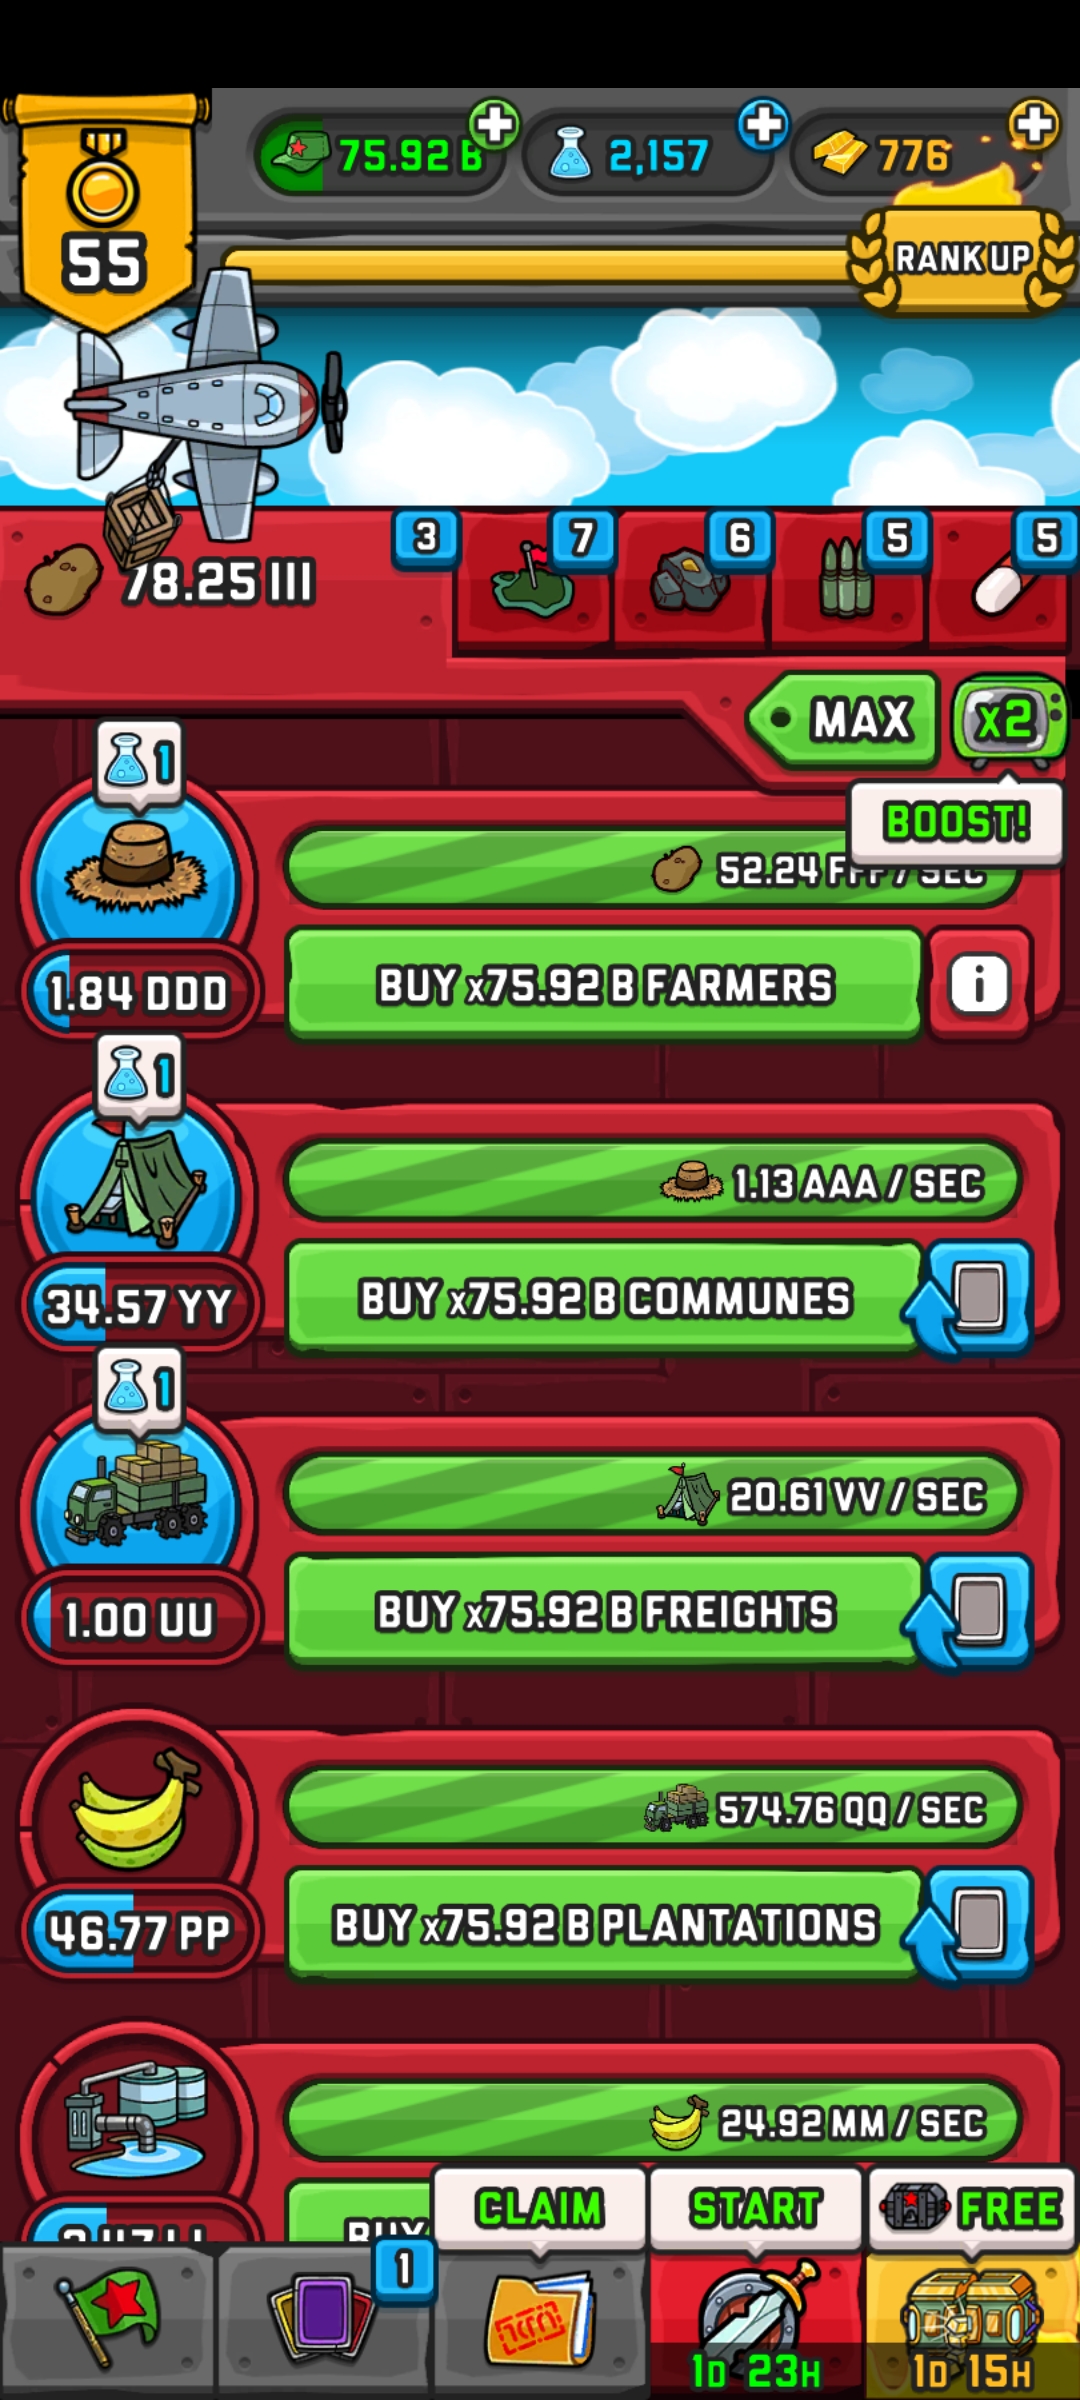 75.92 B
2,157
776
55
RANK UP
3
7
6
5
5
78.25 III
MAX
x2
BOOST!
1
52.24 FFF / SEC
1.84 DDD
BUY x75.92 B FARMERS
i
1
1.13 AAA / SEC
34.57 YY
BUY x75.92 B COMMUNES
1
20.61 VV / SEC
1.00 UU
BUY x75.92 B FREIGHTS
574.76 QQ / SEC
46.77 PP
BUY x75.92 B PLANTATIONS
24.92 MM / SEC
BUY
CLAIM
START
FREE
1
1D 23H
1D 15H